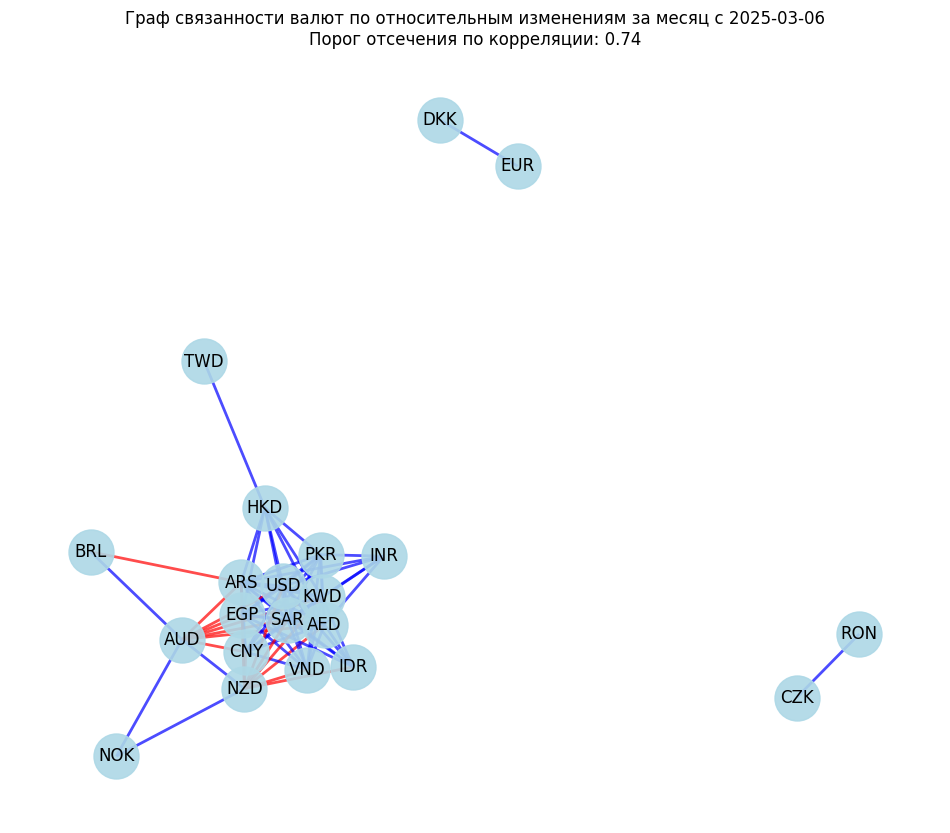 Граф связанности валют по относительным изменениям за месяц с 2025-03-06
Порог отсечения по корреляции: 0.74
DKK
EUR
TWD
HKD
BRL
PKR
INR
ARS
USD
KWD
EGP
SAR
AED
AUD
CNY
VND
IDR
NZD
NOK
RON
CZK